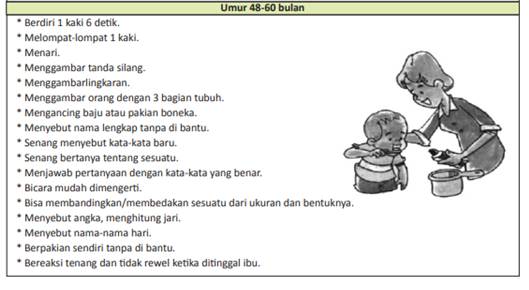 Umur 48-60 bulan
* Berdiri 1 kaki 6 detik.
* Melompat-lompat 1 kaki.
* Menari.
* Menggambar tanda silang.
* Menggambarlingkaran.
* Menggambar orang dengan 3 bagian tubuh.
* Mengancing baju atau pakian boneka.
* Menyebut nama lengkap tanpa di bantu.
* Senang menyebut kata-kata baru.
* Senang bertanya tentang sesuatu.
* Menjawab pertanyaan dengan kata-kata yang benar.
* Bicara mudah dimengerti.
* Bisa membandingkan/membedakan sesuatu dari ukuran dan bentuknya.
* Menyebut angka, menghitung jari.
* Menyebut nama-nama hari.
* Berpakian sendiri tanpa di bantu.
* Bereaksi tenang dan tidak rewel ketika ditinggal ibu.